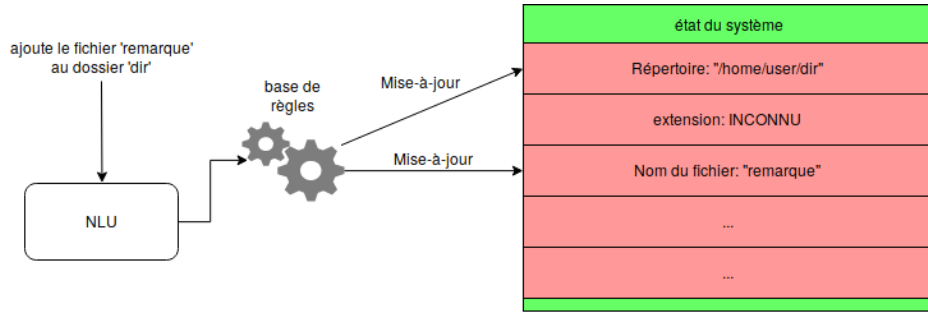 ajoute le fichier 'remarque'
au dossier 'dir'
NLU
base de
règles
Mise-à-jour
Mise-à-jour
état du système
Répertoire: "/home/user/dir"
extension: INCONNU
Nom du fichier: "remarque"
...
...